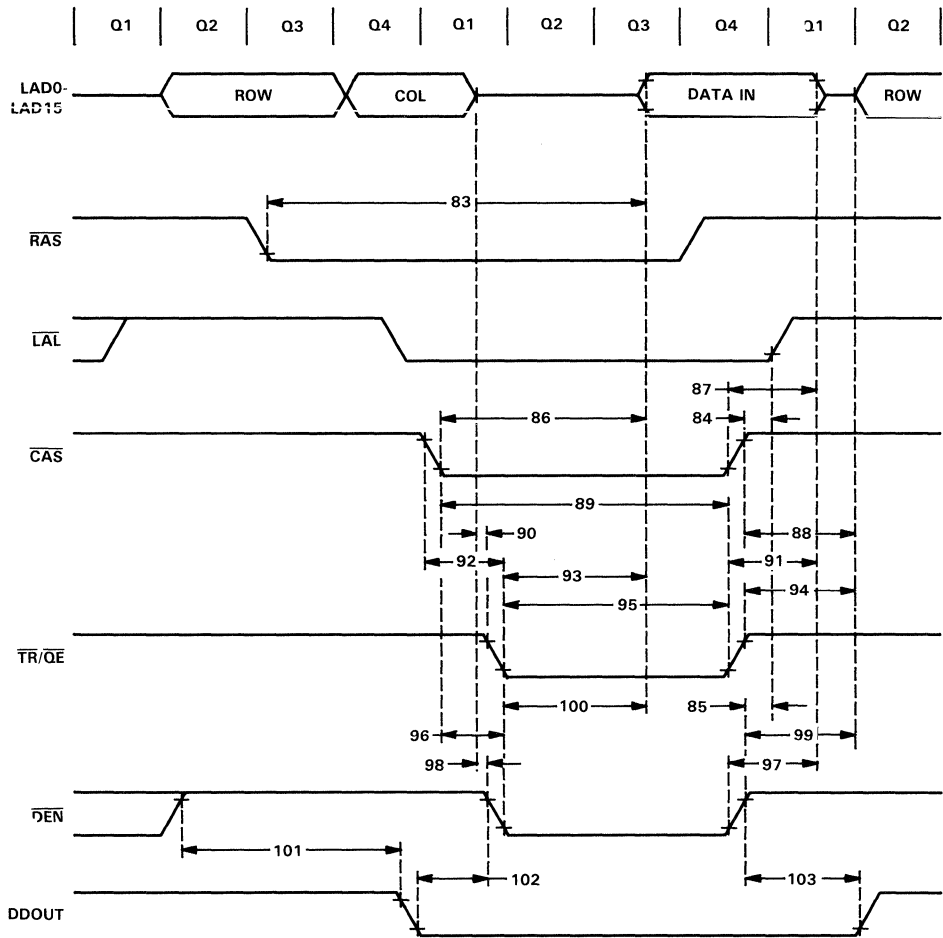 Q1 Q2 Q3 Q4 Q1 Q2 Q3 Q4 Q1 Q2
LAD0-
LAD15
ROW COL DATA IN ROW
83
RAS
LAL
87
86 84
CAS
89
90 88
92 93 91
94
95
TR/QE
100 85
96 99
98 97
DEN
101
102 103
DDOUT